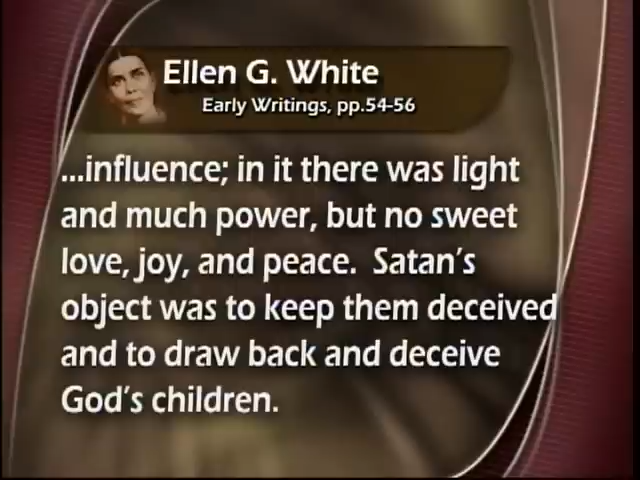 Ellen G. White
Early Writings, pp.54-56
...influence; in it there was light
and much power, but no sweet
love, joy, and peace.  Satan's
object was to keep them deceived
and to draw back and deceive
God's children.